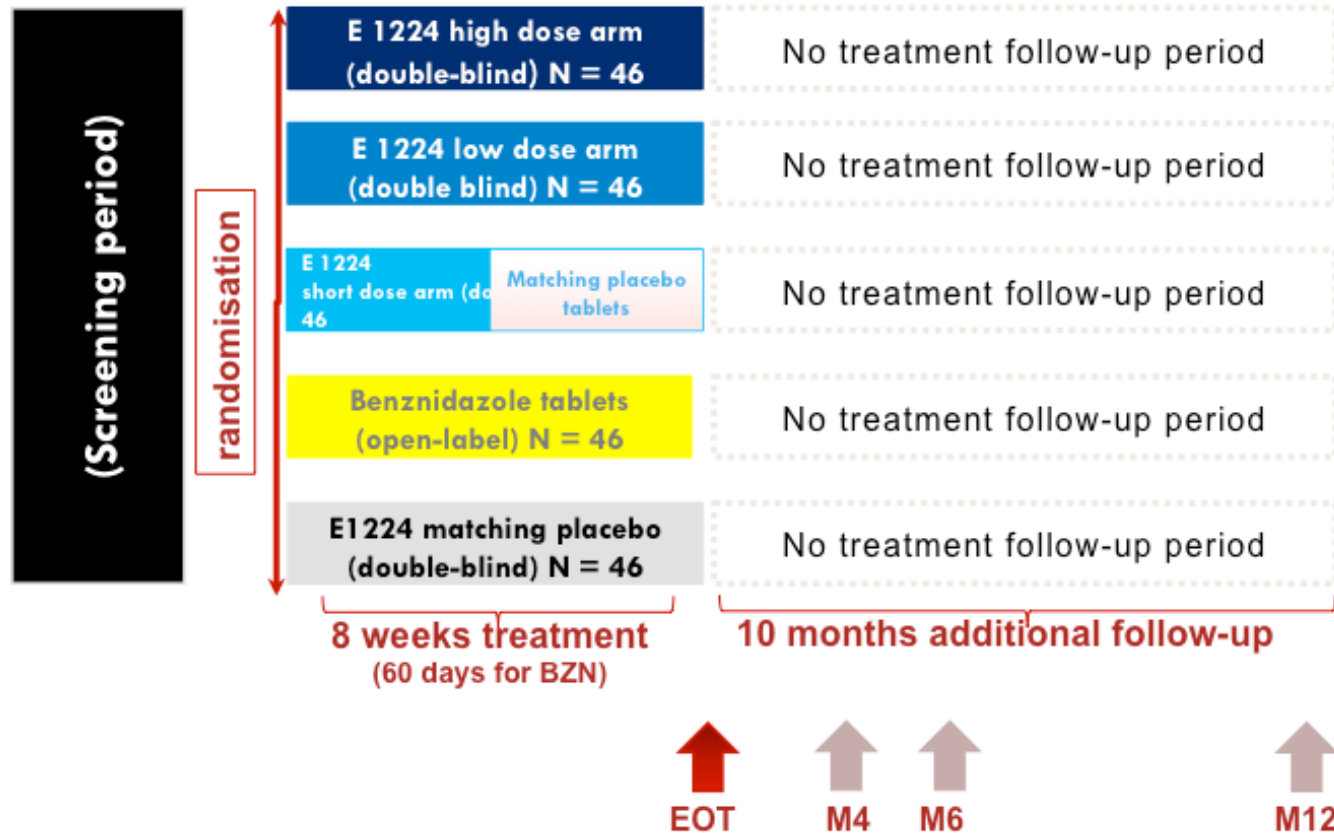 (Screening period)
randomisation
E 1224 high dose arm
(double-blind) N = 46
No treatment follow-up period
E 1224 low dose arm
(double blind) N = 46
No treatment follow-up period
E 1224
short dose arm (do
46
Matching placebo
tablets
No treatment follow-up period
Benznidazole tablets
(open-label) N = 46
No treatment follow-up period
E1224 matching placebo
(double-blind) N = 46
No treatment follow-up period
8 weeks treatment
(60 days for BZN)
10 months additional follow-up
EOT
M4
M6
M12